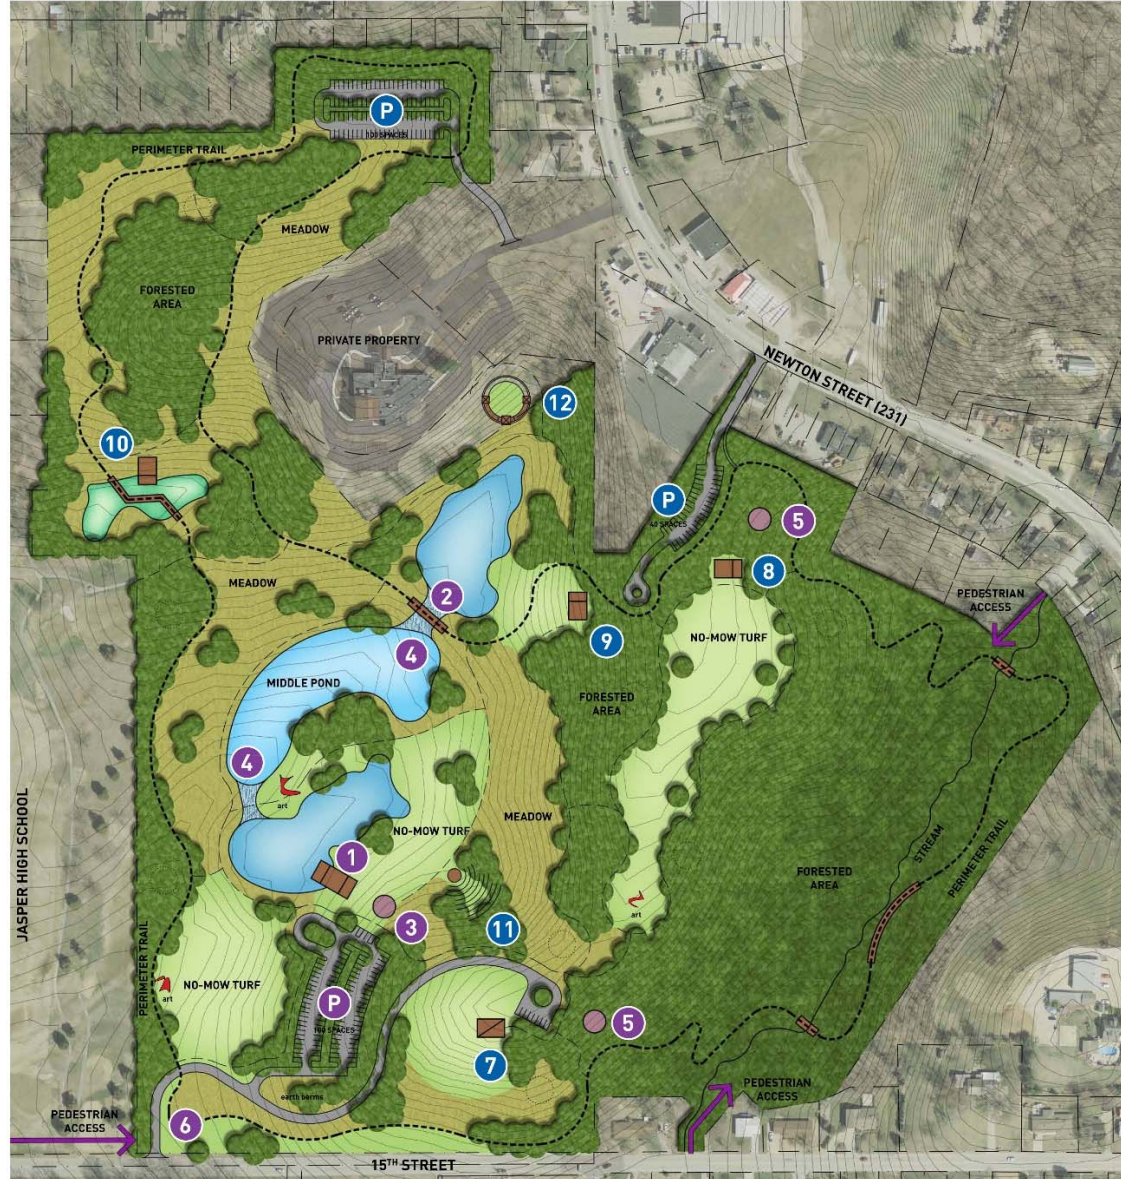 P
100 SPACES
PERIMETER TRAIL
MEADOW
FORESTED
AREA
PRIVATE PROPERTY
NEWTON STREET (231)
12
10
P
40 SPACES
5
8
MEADOW
2
PEDESTRIAN
ACCESS
9
NO-MOW TURF
4
MIDDLE POND
FORESTED
AREA
4
art
JASPER HIGH SCHOOL
MEADOW
NO-MOW TURF
STREAM
PERIMETER TRAIL
1
FORESTED
AREA
art
3
11
PERIMETER TRAIL
NO-MOW TURF
art
P
100 SPACES
5
7
earth berms
PEDESTRIAN
ACCESS
PEDESTRIAN
ACCESS
6
15TH STREET